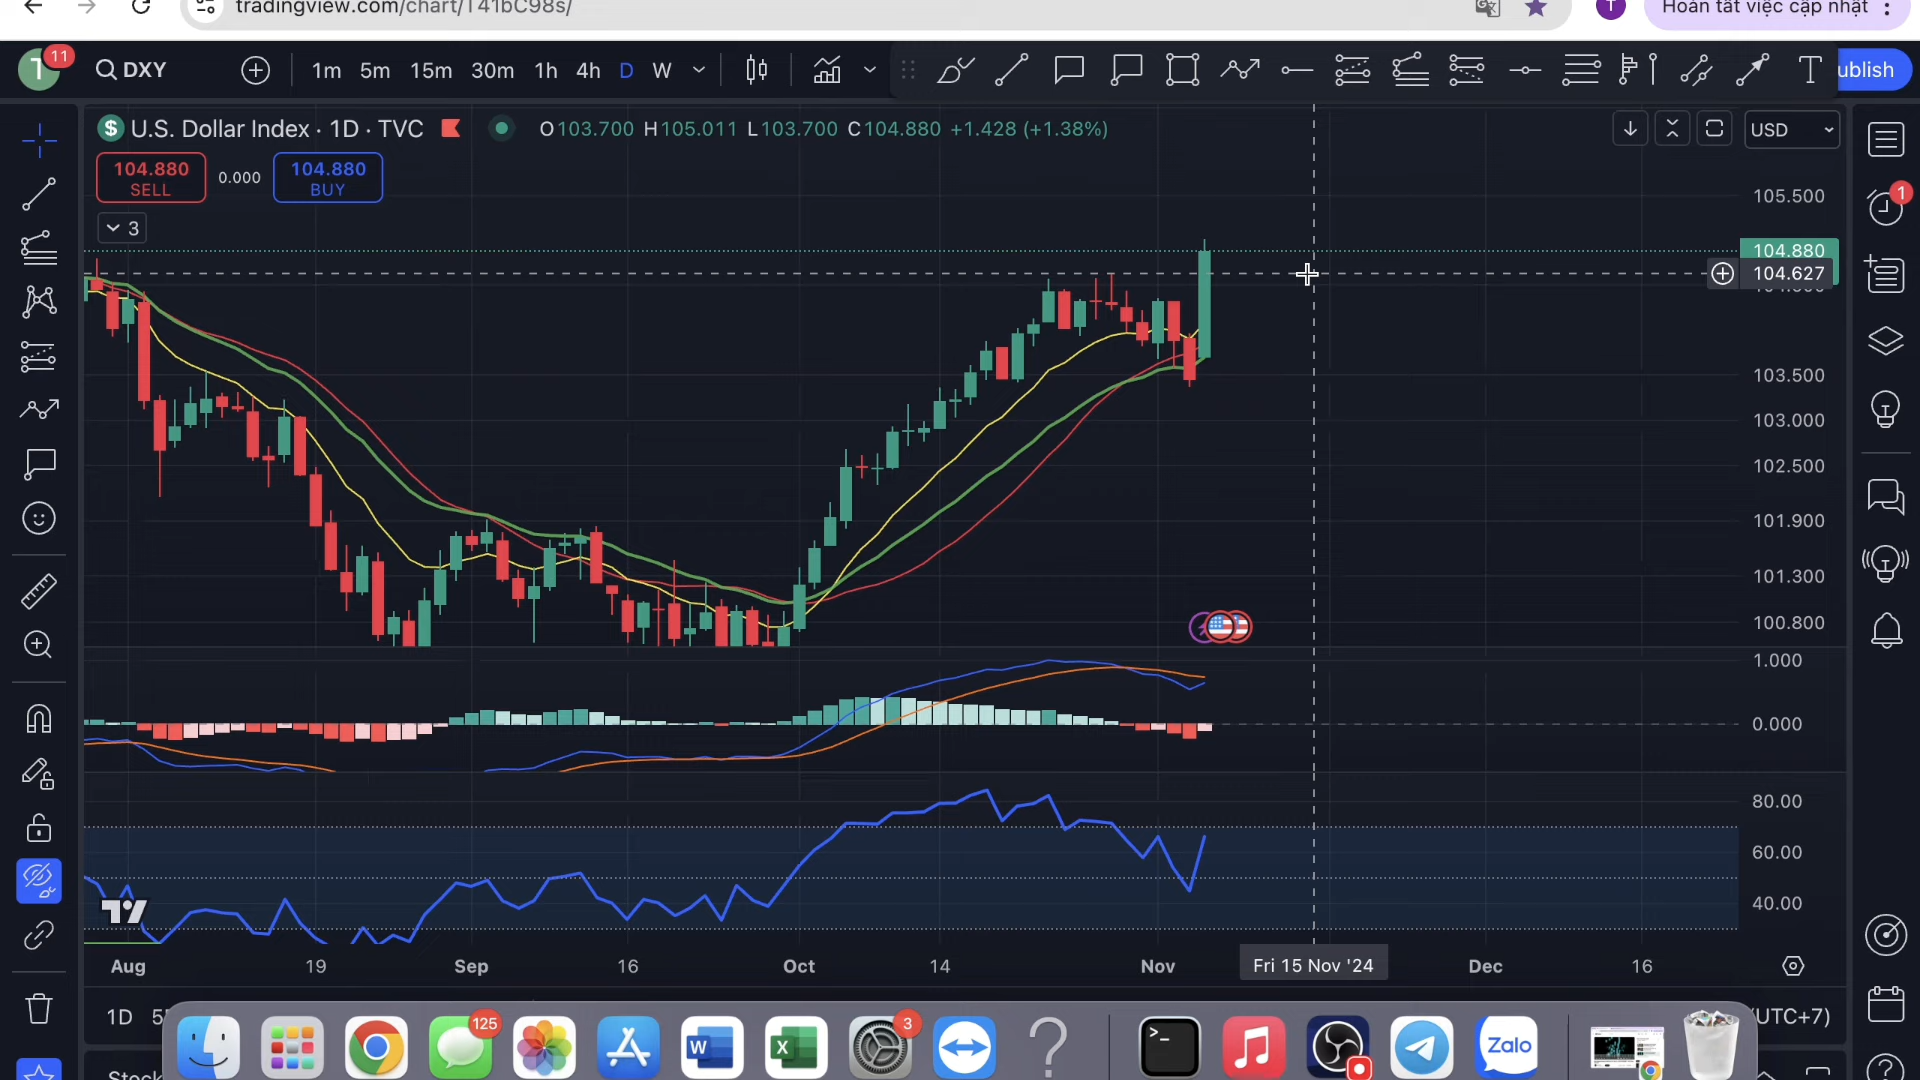 tradingview.com/chart/T41bC98s/
T
Hoàn tất việc cập nhật
T
11
DXY
1m 5m 15m 30m 1h 4h D W
T
ublish
$ U.S. Dollar Index · 1D · TVC
O103.700 H105.011 L103.700 C104.880 +1.428 (+1.38%)
USD
104.880
SELL
0.000
104.880
BUY
3
105.500
104.880
104.627
103.500
103.000
102.500
101.900
101.300
100.800
1.000
0.000
80.00
60.00
40.00
1
Aug 19 Sep 16 Oct 14 Nov Fri 15 Nov '24 Dec 16
1D
UTC+7)
125
3
W
X
>_
Zalo
Stock